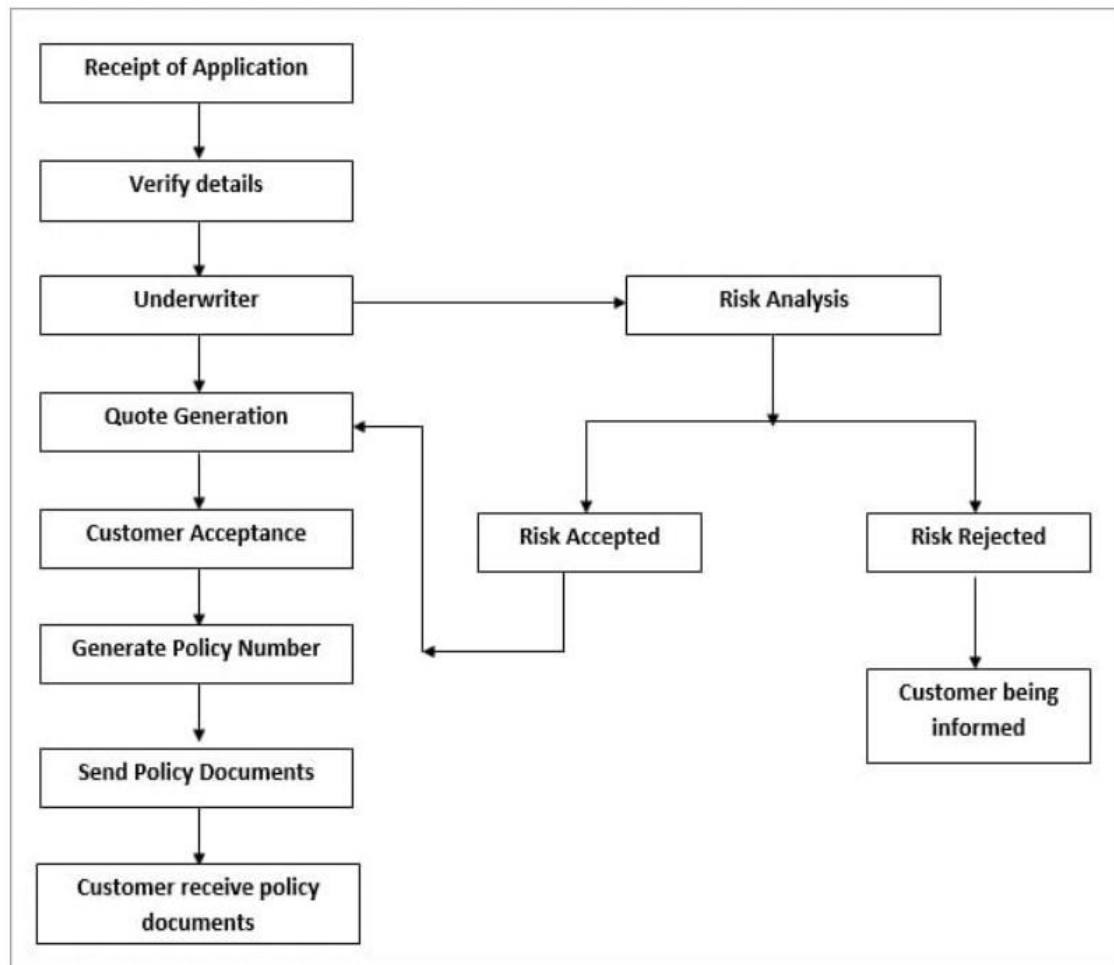 Receipt of Application
Verify details
Underwriter
Risk Analysis
Quote Generation
Customer Acceptance
Risk Accepted
Risk Rejected
Generate Policy Number
Customer being
informed
Send Policy Documents
Customer receive policy
documents